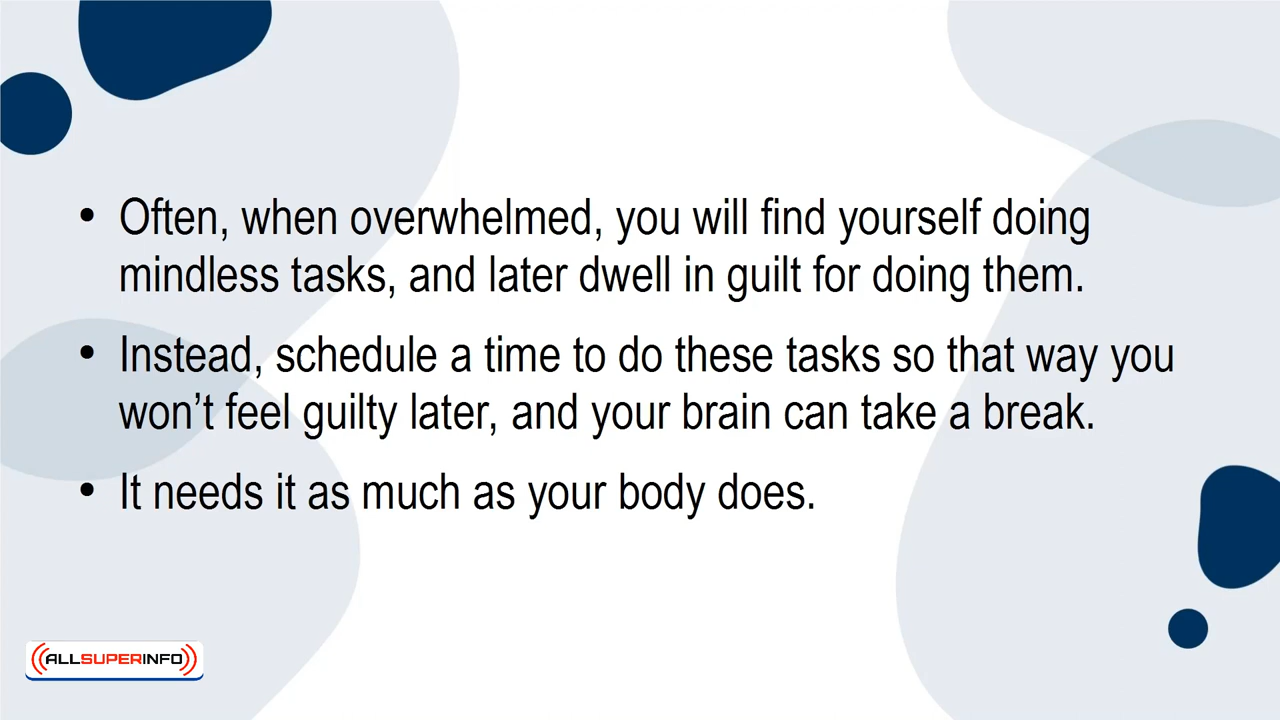 • Often, when overwhelmed, you will find yourself doing
mindless tasks, and later dwell in guilt for doing them.
• Instead, schedule a time to do these tasks so that way you
won’t feel guilty later, and your brain can take a break.
• It needs it as much as your body does.
ALLSUPERINFO